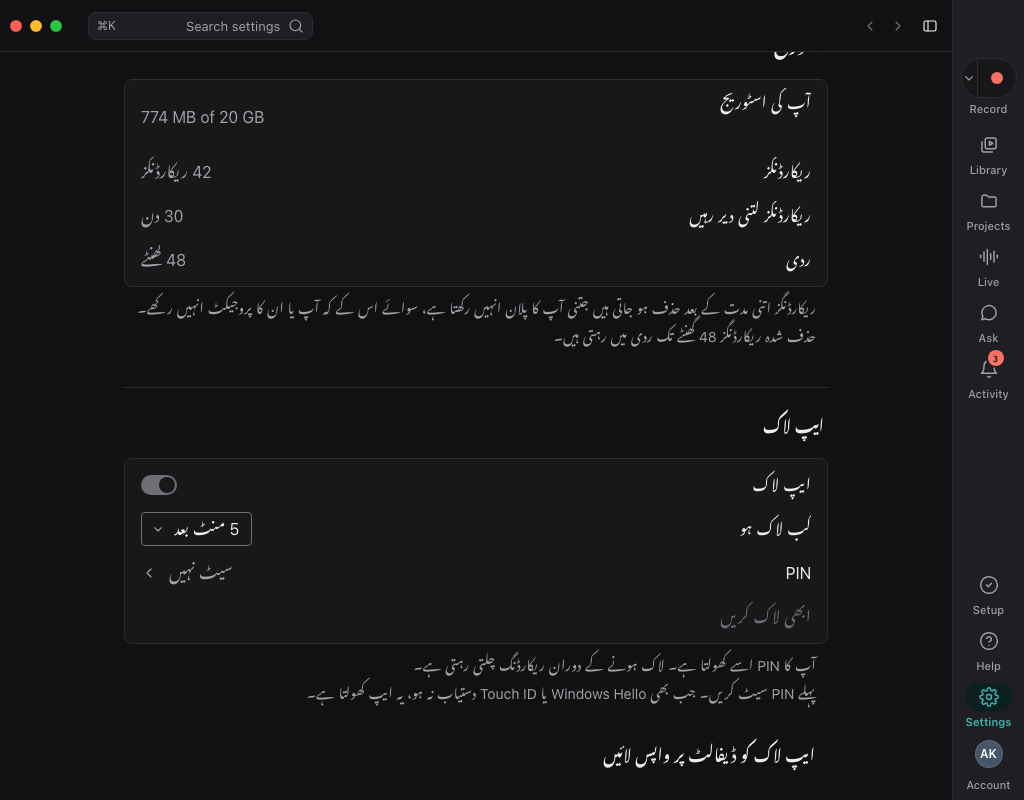 ⌘K Search settings
آپ کی اسٹوریج
774 MB of 20 GB
ریکارڈنگز
42 ریکارڈنگز
ریکارڈنگز کتنی دیر رہیں
30 دن
ردی
48 گھنٹے
ریکارڈنگز اتنی مدت کے بعد حذف ہو جاتی ہیں جتنی آپ کا پلان انہیں رکھتا ہے، سوائے اس کے کہ آپ یا ان کا پروجیکٹ انہیں رکھے۔
حذف شدہ ریکارڈنگز 48 گھنٹے تک ردی میں رہتی ہیں۔
ایپ لاک
ایپ لاک
کب لاک ہو
5 منٹ بعد
PIN
سیٹ نہیں
ابھی لاک کریں
آپ کا PIN اسے کھولتا ہے۔ لاک ہونے کے دوران ریکارڈنگ چلتی رہتی ہے۔
پہلے PIN سیٹ کریں۔ جب بھی Windows Hello یا Touch ID دستیاب نہ ہو، یہ ایپ کھولتا ہے۔
ایپ لاک کو ڈیفالٹ پر واپس لائیں
Record
Library
Projects
Live
Ask
3
Activity
Setup
Help
Settings
AK
Account